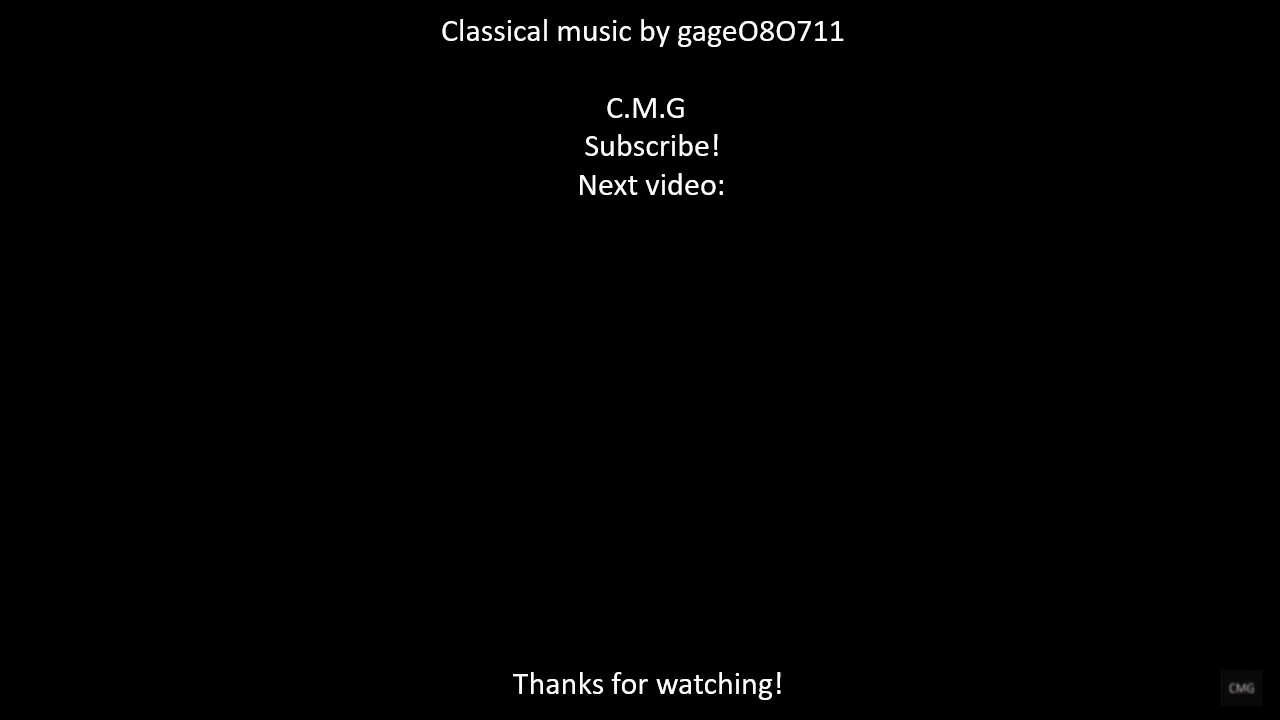 Classical music by gageO8O711
C.M.G
Subscribe!
Next video:
Thanks for watching!
CMG